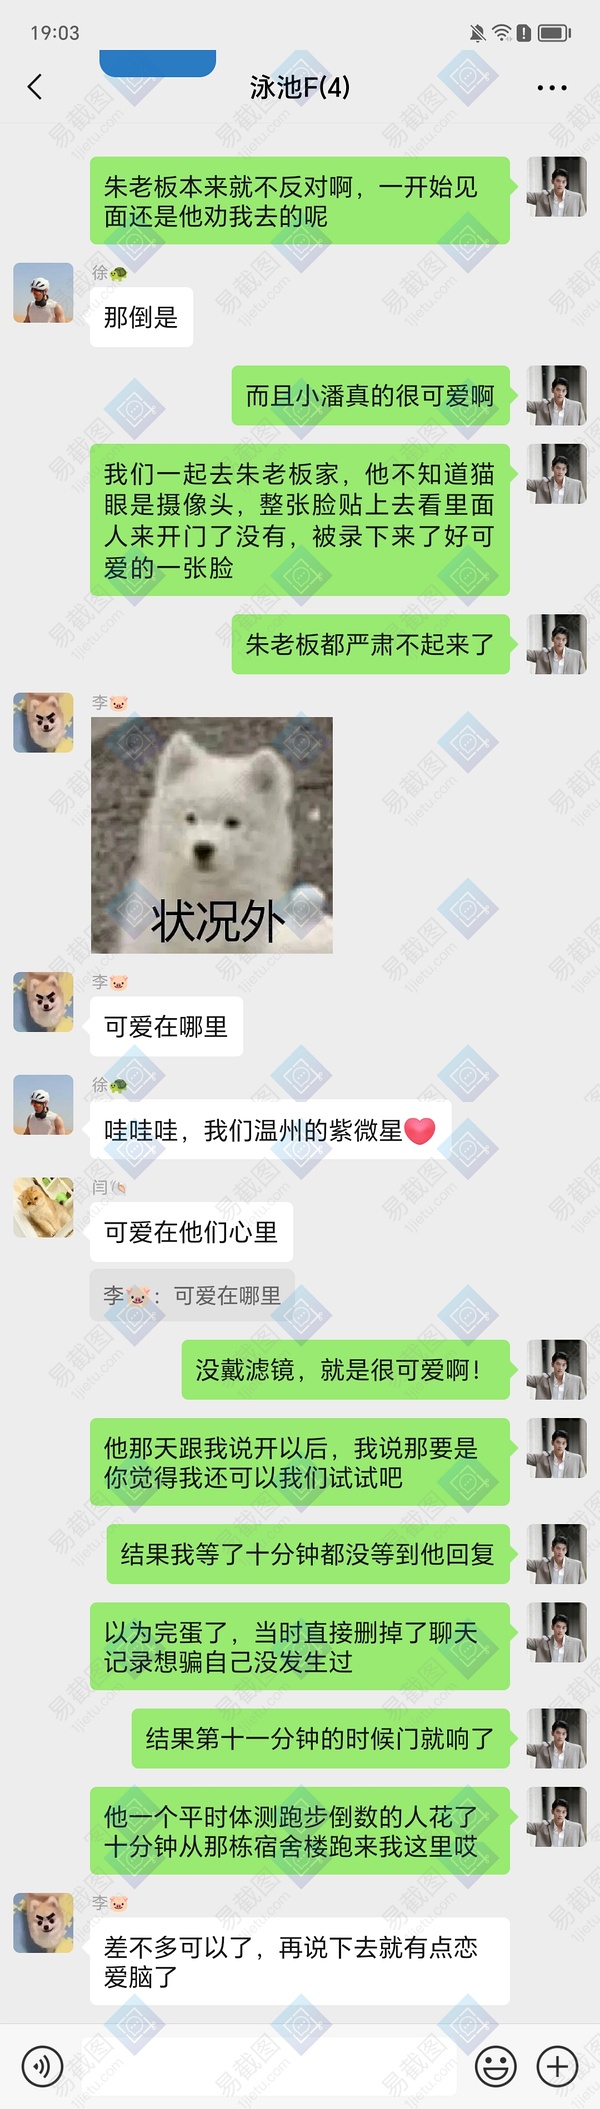 19:03
泳池F(4)
朱老板本来就不反对啊，一开始见
面还是他劝我去的呢
徐🐢
那倒是
而且小潘真的很可爱啊
我们一起去朱老板家，他不知道猫
眼是摄像头，整张脸贴上去看里面
人来开门了没有，被录下来了好可
爱的一张脸
朱老板都严肃不起来了
李🐷
状况外
李🐷
可爱在哪里
徐🐢
哇哇哇，我们温州的紫微星❤️
闫🐚
可爱在他们心里
李🐷：可爱在哪里
没戴滤镜，就是很可爱啊！
他那天跟我说开以后，我说那要是
你觉得我还可以我们试试吧
结果我等了十分钟都没等到他回复
以为完蛋了，当时直接删掉了聊天
记录想骗自己没发生过
结果第十一分钟的时候门就响了
他一个平时体测跑步倒数的人花了
十分钟从那栋宿舍楼跑来我这里哎
李🐷
差不多可以了，再说下去就有点恋
爱脑了
易截图
1jietu.com